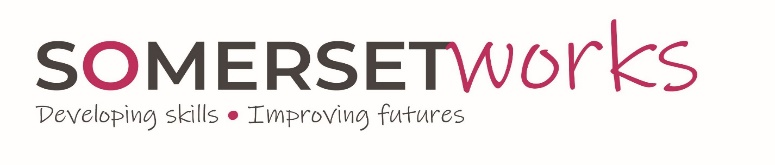 SOMERSETworks
Developing skills • Improving futures